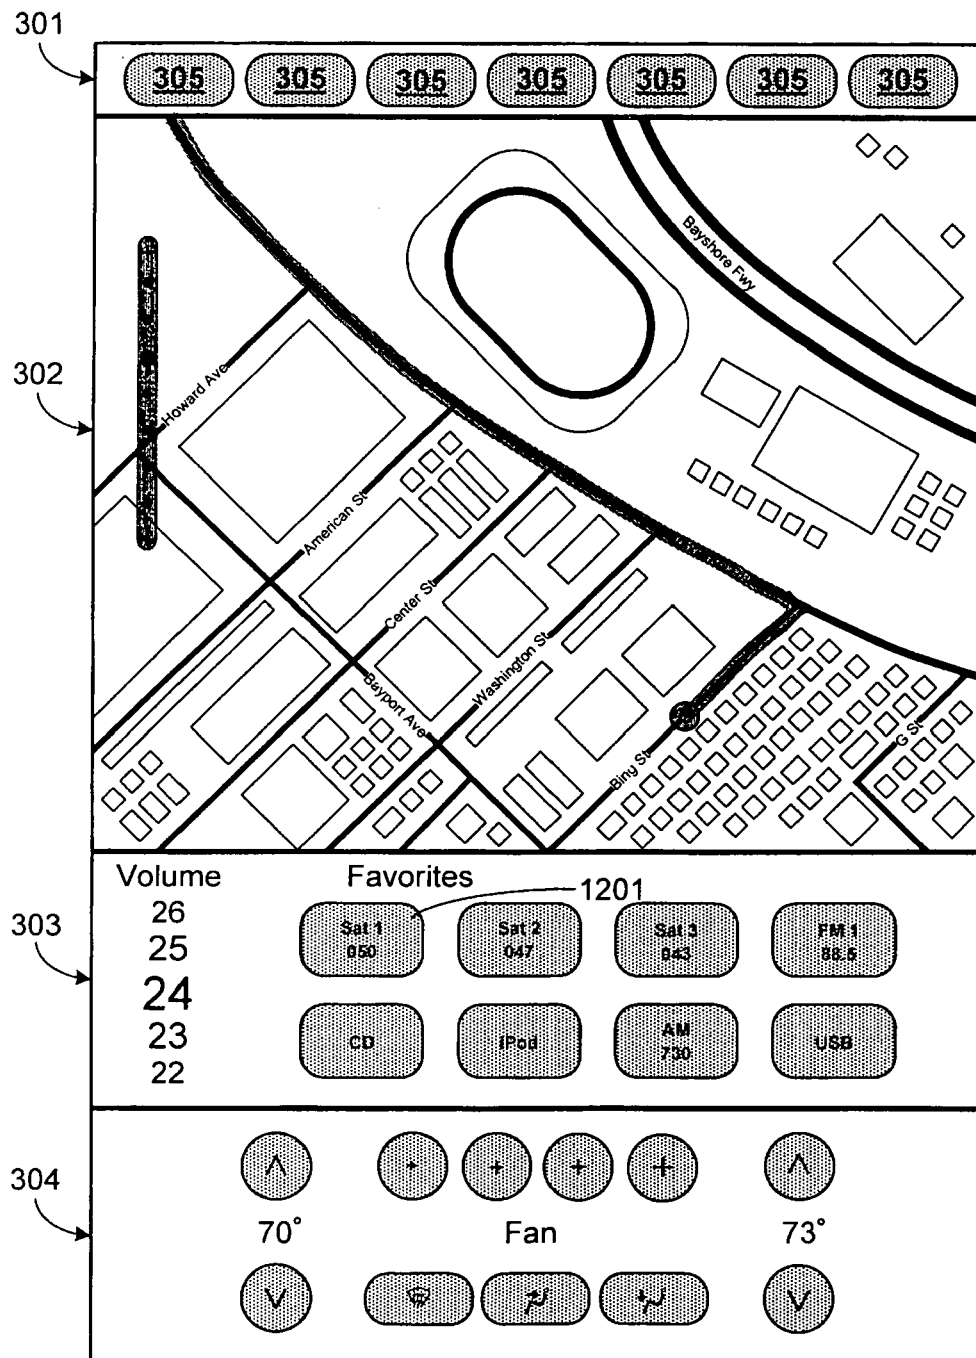 301
305 305 305 305 305 305 305
Bayshore Fwy
302
Howard Ave
American St
Center St
Washington St
Bayport Ave
Bing St
G St
Volume
Favorites
1201
303
26
25
24
23
22
Sat 1
050
Sat 2
047
Sat 3
043
FM 1
88.5
CD
iPod
AM
730
USB
304
70°
Fan
73°